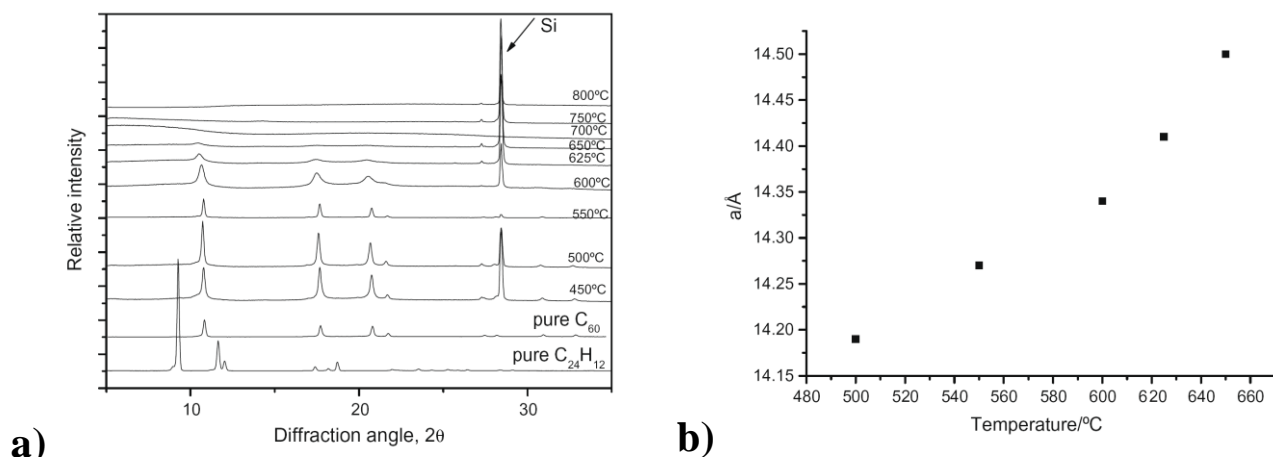 Si
800ºC
750ºC
700ºC
650ºC
625ºC
600ºC
550ºC
500ºC
450ºC
pure C60
pure C24H12
Relative intensity
10 20 30
Diffraction angle, 2θ
a)
14.50
14.45
14.40
14.35
14.30
14.25
14.20
14.15
a/Å
480 500 520 540 560 580 600 620 640 660
Temperature/ºC
b)